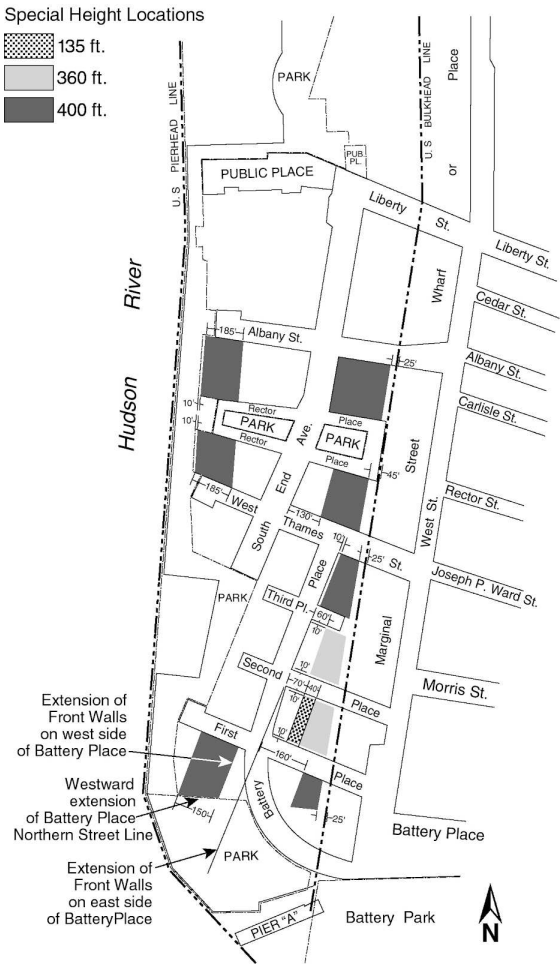 Special Height Locations
135 ft.
360 ft.
400 ft.
U.S PIERHEAD LINE
PARK
U.S BULKHEAD LINE
Place
or
Wharf
PUB.
PL.
PUBLIC PLACE
Liberty St.
Liberty St.
Cedar St.
Hudson River
185'
Albany St.
25'
Albany St.
Carlisle St.
10'
10'
Rector
PARK
Rector
Place
PARK
Place
South End Ave.
Street
45'
Rector St.
West St.
185'
West Thames St.
130'
10'
25'
Joseph P. Ward St.
Place
PARK
Third Pl.
60'
10'
Marginal
10'
Second Place
70'
40'
10'
Morris St.
Extension of
Front Walls
on west side
of Battery Place
First Place
10'
160'
Westward
extension
of Battery Place
Northern Street Line
150'
Battery
25'
Battery Place
PARK
Extension of
Front Walls
on east side
of BatteryPlace
PIER "A"
Battery Park
N